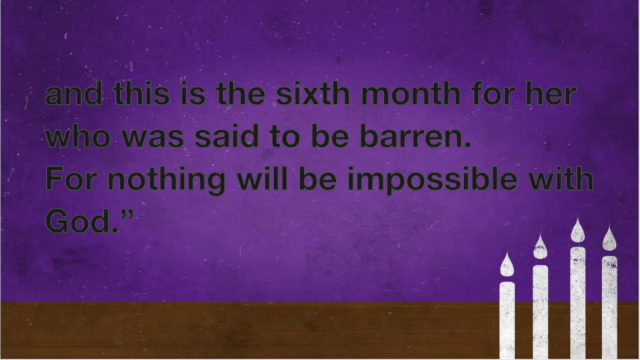 and this is the sixth month for her
who was said to be barren.
For nothing will be impossible with
God.”